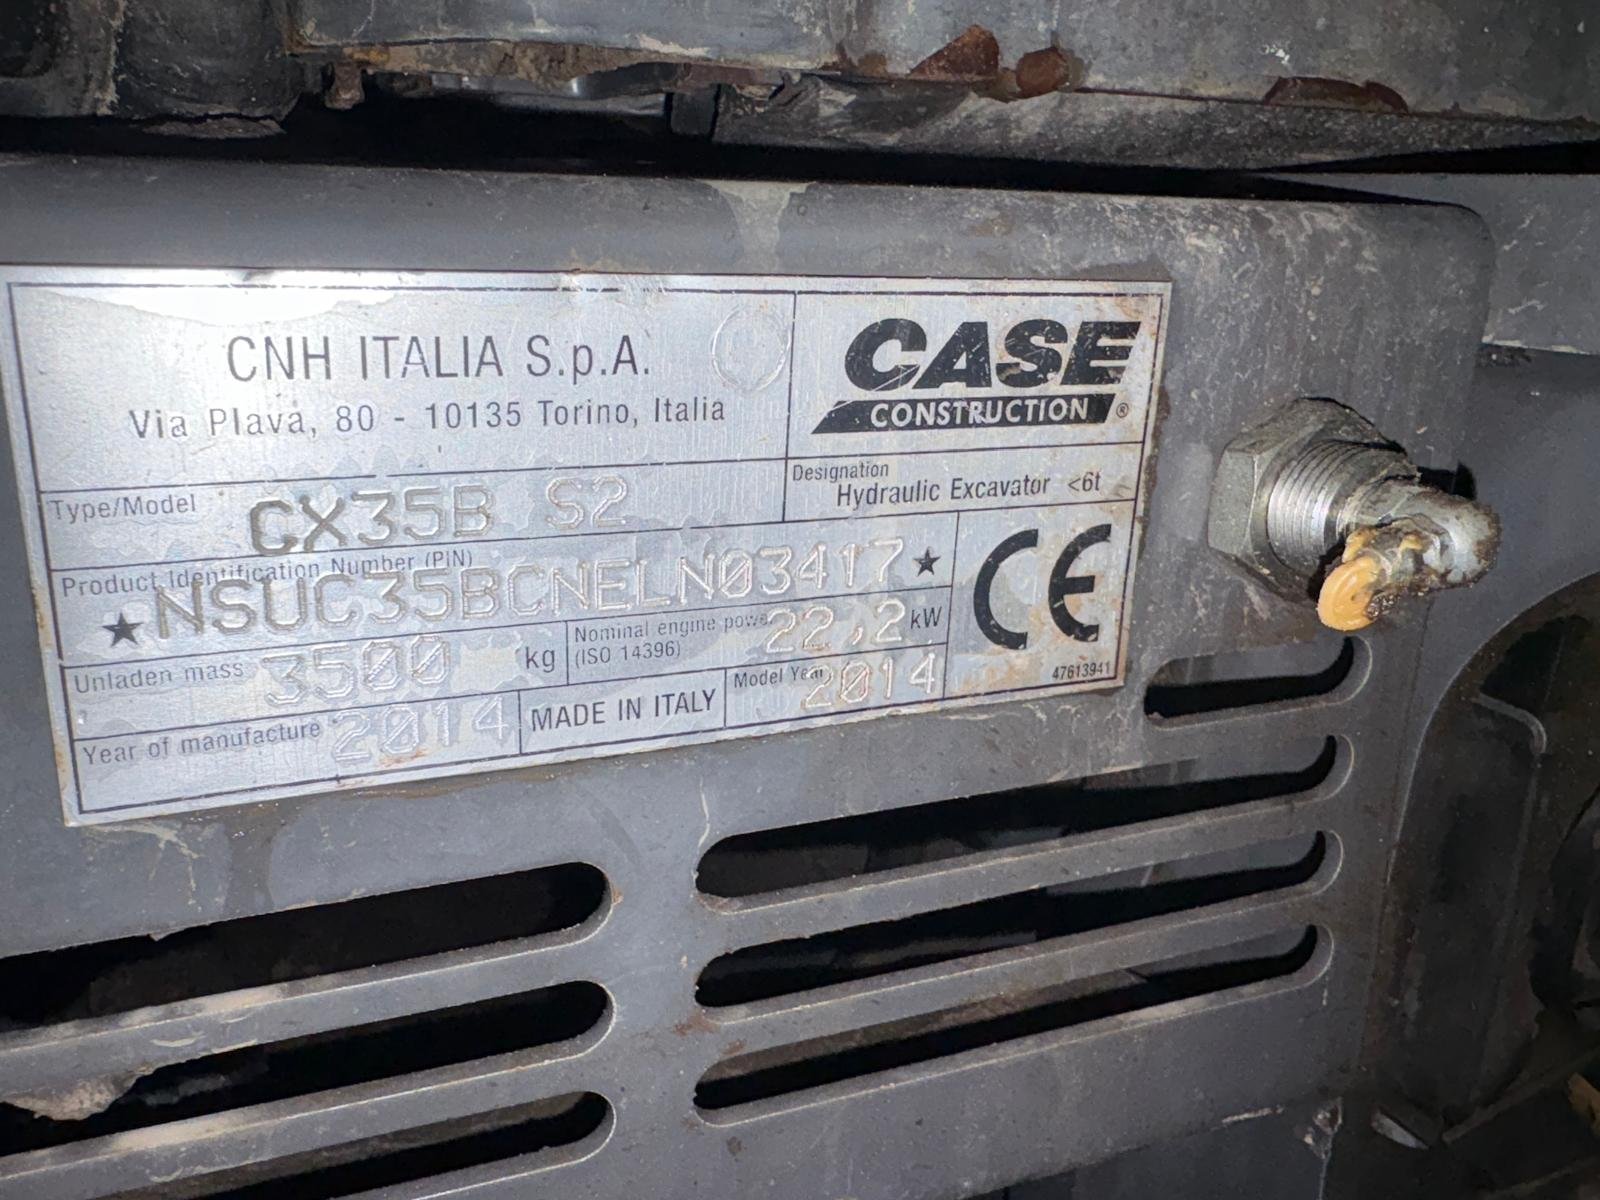 CNH ITALIA S.p.A.
Via Plava, 80 - 10135 Torino, Italia
CASE
CONSTRUCTION®
Type/Model CX35B S2
Designation
Hydraulic Excavator <6t
Product Identification Number (PIN)
★NSUC35BCNELN03417★
Unladen mass 3500 kg
Nominal engine power 22,2 kW
(ISO 14396)
Year of manufacture 2014
MADE IN ITALY
Model Year 2014
CE
47613941